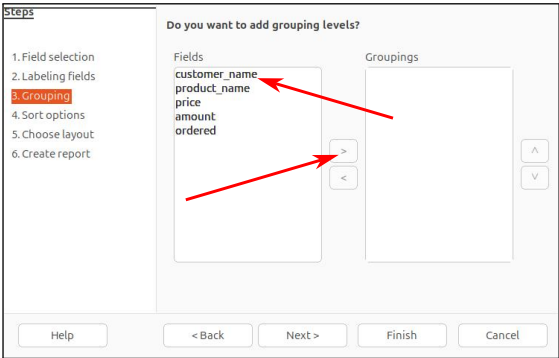 Steps
Do you want to add grouping levels?
1. Field selection
2. Labeling fields
3. Grouping
4. Sort options
5. Choose layout
6. Create report
Fields
customer_name
product_name
price
amount
ordered
Groupings
>
<
^
v
Help
< Back
Next >
Finish
Cancel